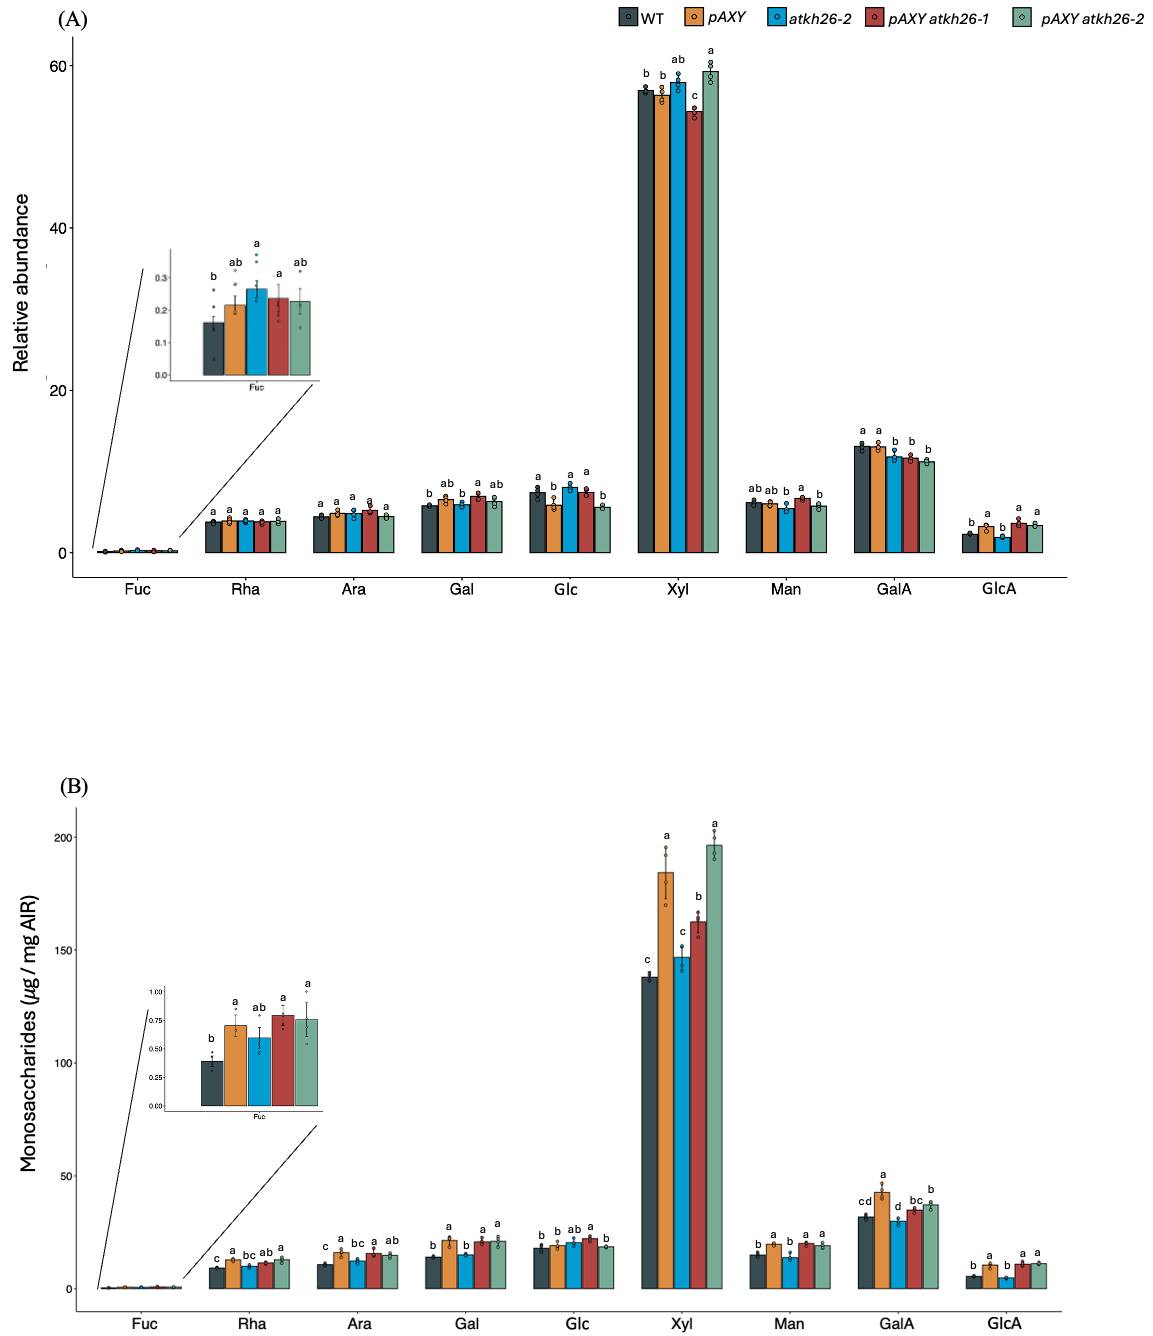 (A)
WT pAXY atkh26-2 pAXY atkh26-1 pAXY atkh26-2
Relative abundance
60
40
20
0
b b ab c a
b ab a a ab
0.3
0.2
0.1
0.0
Fuc
a a a a a
a a a a a
b ab b a ab
a b a a b
ab ab b a b
a a b b b
b a b a a
Fuc Rha Ara Gal Glc Xyl Man GalA GlcA
(B)
Monosaccharides (µg / mg AIR)
200
150
100
50
0
c a c b a
b a ab a a
1.00
0.75
0.50
0.25
0.00
Fuc
c a bc ab a
c a bc a ab
b a b a a
b b ab a b
b a b a a
cd a d bc b
b a b a a
Fuc Rha Ara Gal Glc Xyl Man GalA GlcA